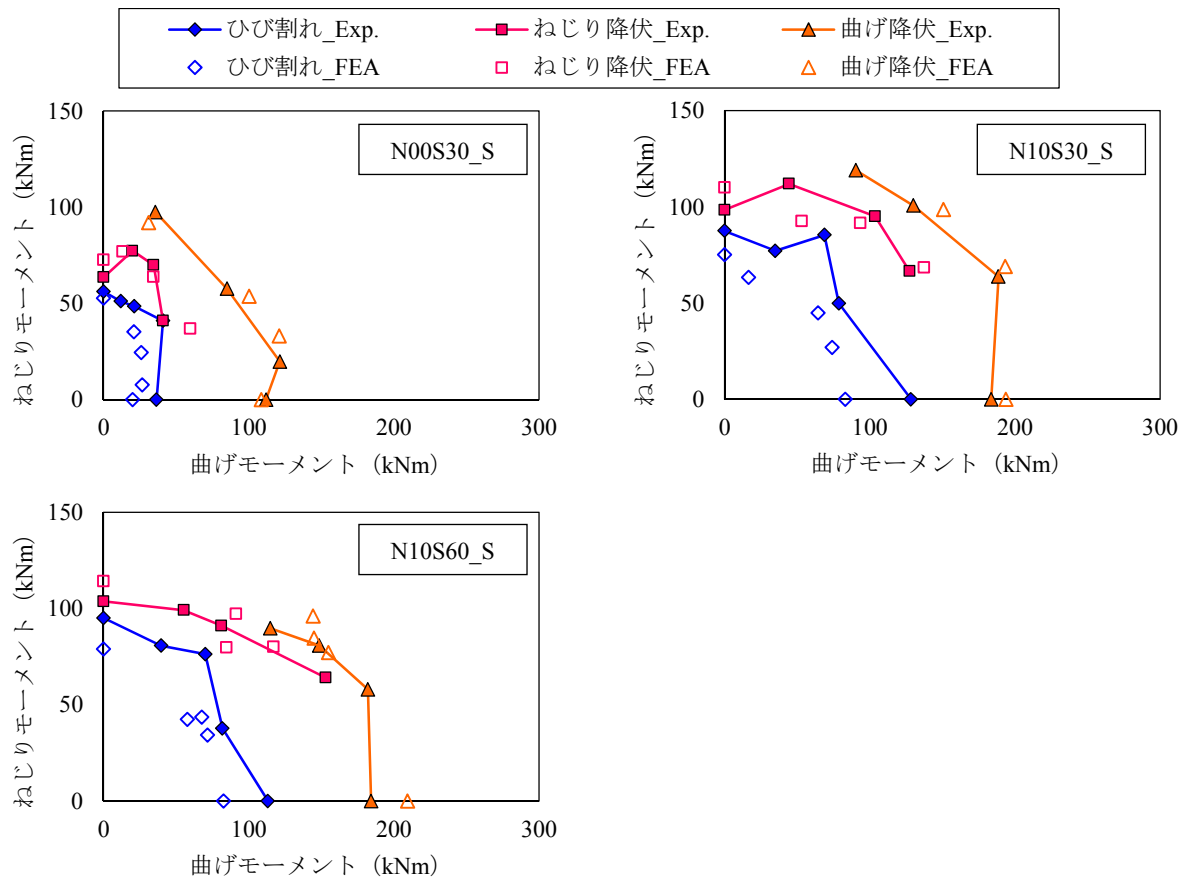 ひび割れ_Exp. ねじり降伏_Exp. 曲げ降伏_Exp.
ひび割れ_FEA ねじり降伏_FEA 曲げ降伏_FEA
N00S30_S
ねじりモーメント (kNm)
150
100
50
0
0 100 200 300
曲げモーメント (kNm)
N10S30_S
ねじりモーメント (kNm)
150
100
50
0
0 100 200 300
曲げモーメント (kNm)
N10S60_S
ねじりモーメント (kNm)
150
100
50
0
0 100 200 300
曲げモーメント (kNm)